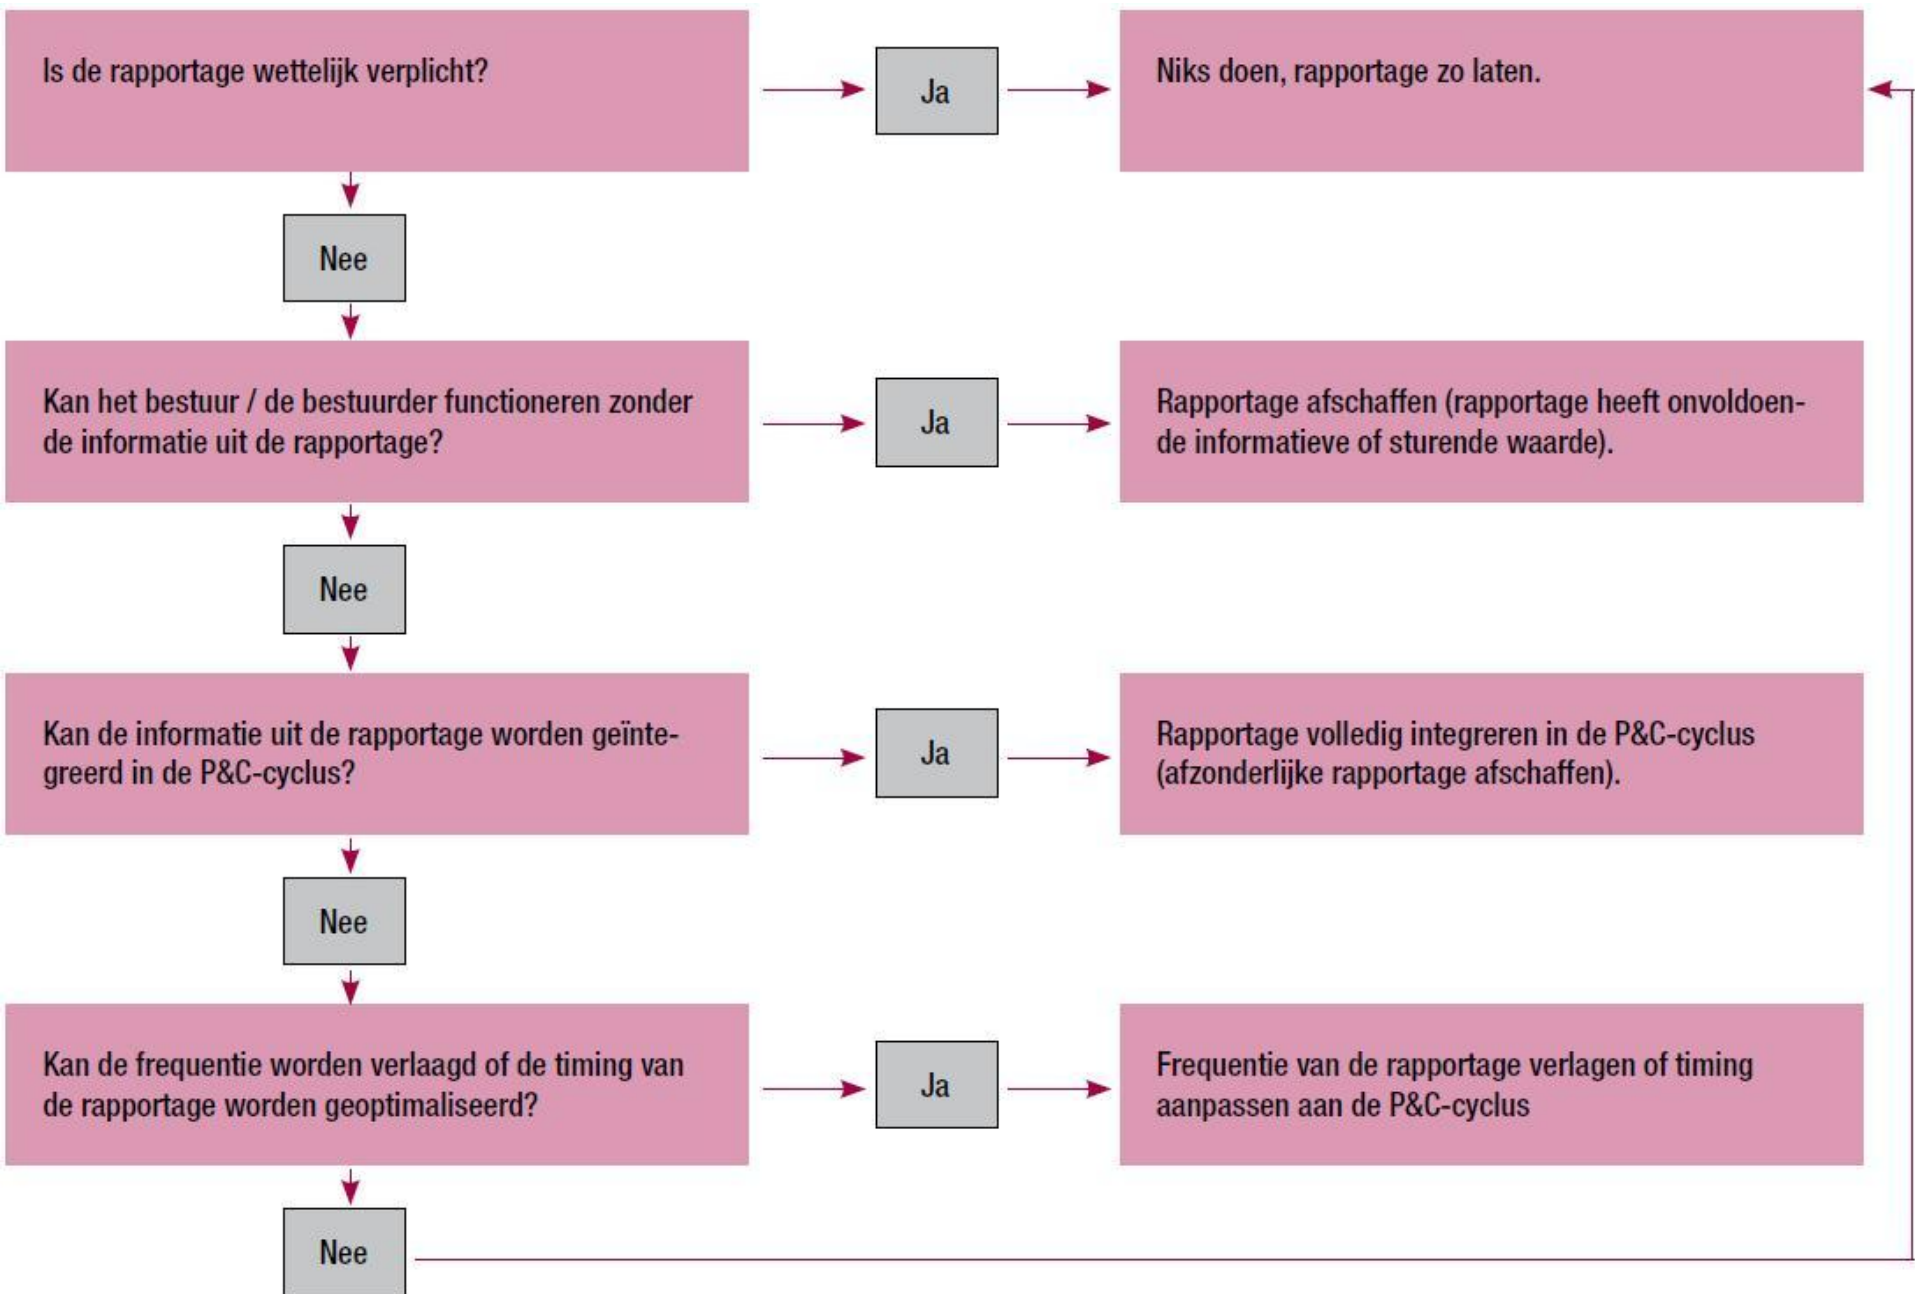 Is de rapportage wettelijk verplicht?
Ja
Niks doen, rapportage zo laten.
Nee
Kan het bestuur / de bestuurder functioneren zonder
de informatie uit de rapportage?
Ja
Rapportage afschaffen (rapportage heeft onvoldoen-
de informatieve of sturende waarde).
Nee
Kan de informatie uit de rapportage worden geïnte-
greerd in de P&C-cyclus?
Ja
Rapportage volledig integreren in de P&C-cyclus
(afzonderlijke rapportage afschaffen).
Nee
Kan de frequentie worden verlaagd of de timing van
de rapportage worden geoptimaliseerd?
Ja
Frequentie van de rapportage verlagen of timing
aanpassen aan de P&C-cyclus
Nee